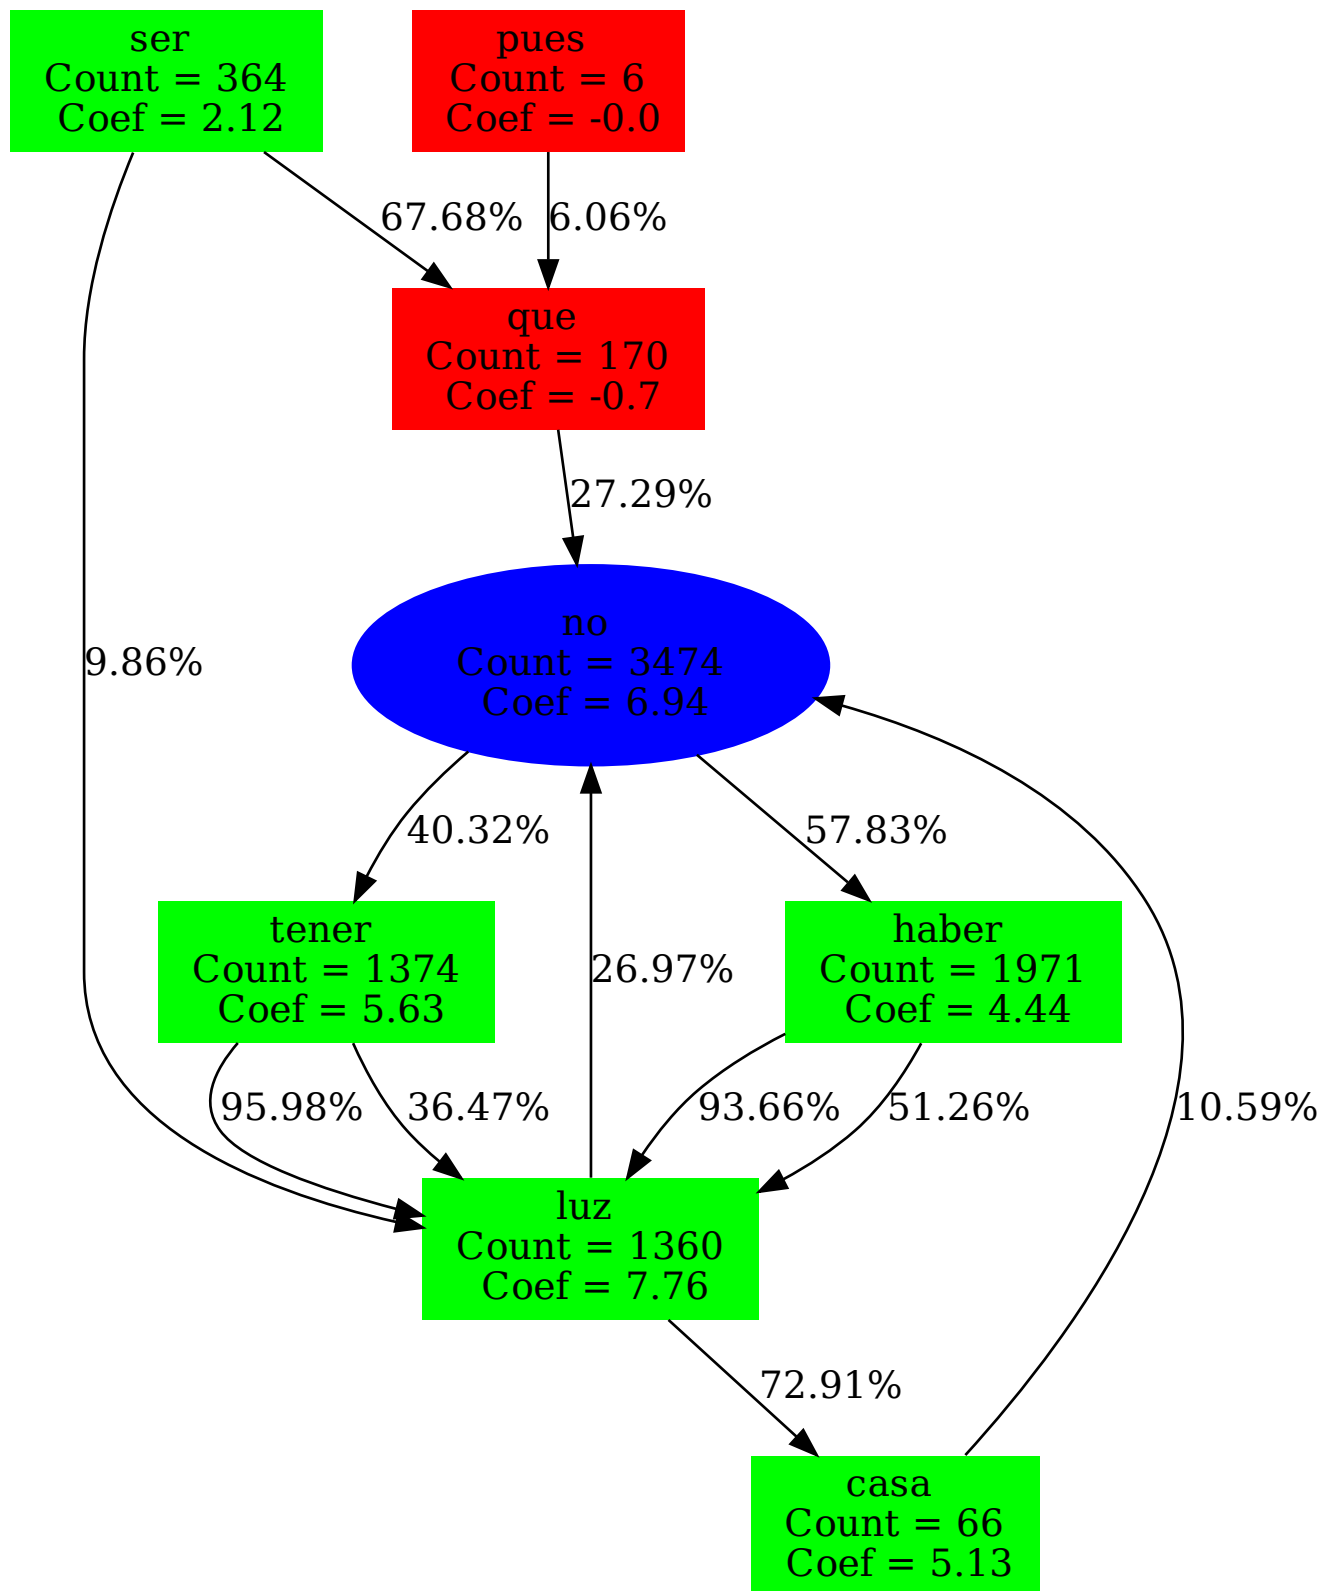 ser
Count = 364
Coef = 2.12
pues
Count = 6
Coef = -0.0
67.68%
6.06%
que
Count = 170
Coef = -0.7
27.29%
no
Count = 3474
Coef = 6.94
9.86%
40.32%
57.83%
tener
Count = 1374
Coef = 5.63
26.97%
haber
Count = 1971
Coef = 4.44
95.98%
36.47%
93.66%
51.26%
10.59%
luz
Count = 1360
Coef = 7.76
72.91%
casa
Count = 66
Coef = 5.13